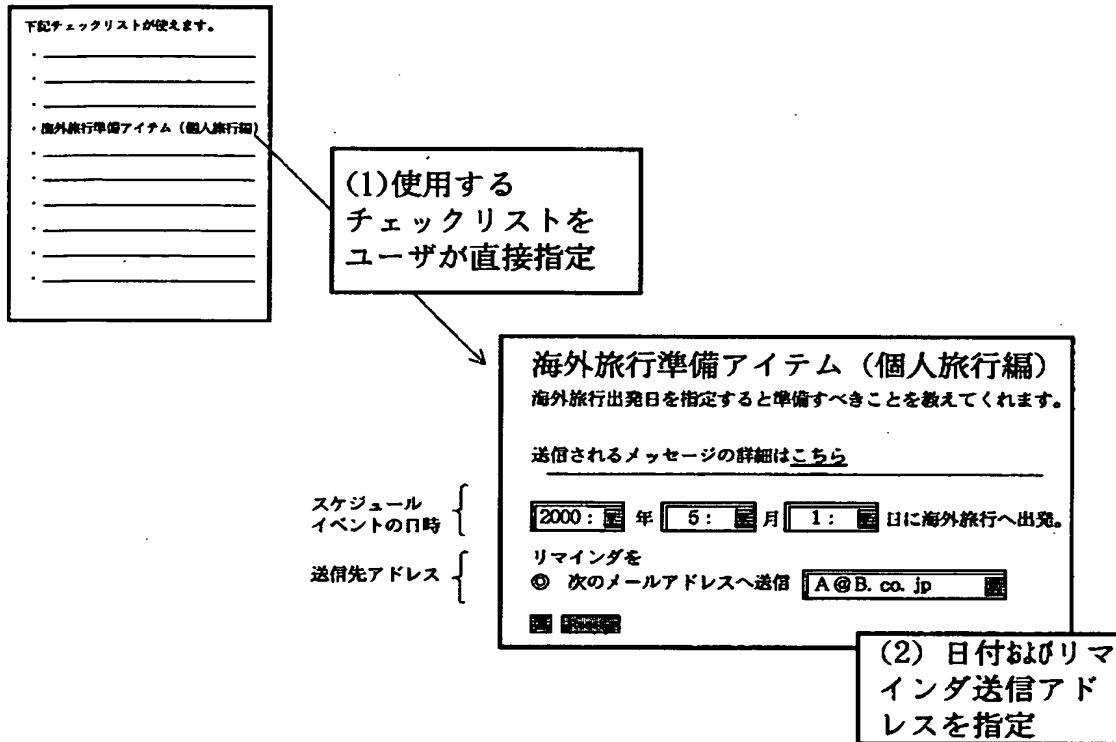 下記チェックリストが使えます。
・海外旅行準備アイテム（個人旅行編）
(1)使用する
チェックリストを
ユーザが直接指定
海外旅行準備アイテム（個人旅行編）
海外旅行出発日を指定すると準備すべきことを教えてくれます。
送信されるメッセージの詳細はこちら
スケジュール
イベントの日時
2000： 年 5： 月 1： 日に海外旅行へ出発。
リマインダを
送信先アドレス
◎ 次のメールアドレスへ送信 A@B. co. jp
(2) 日付およびリマ
インダ送信アド
レスを指定